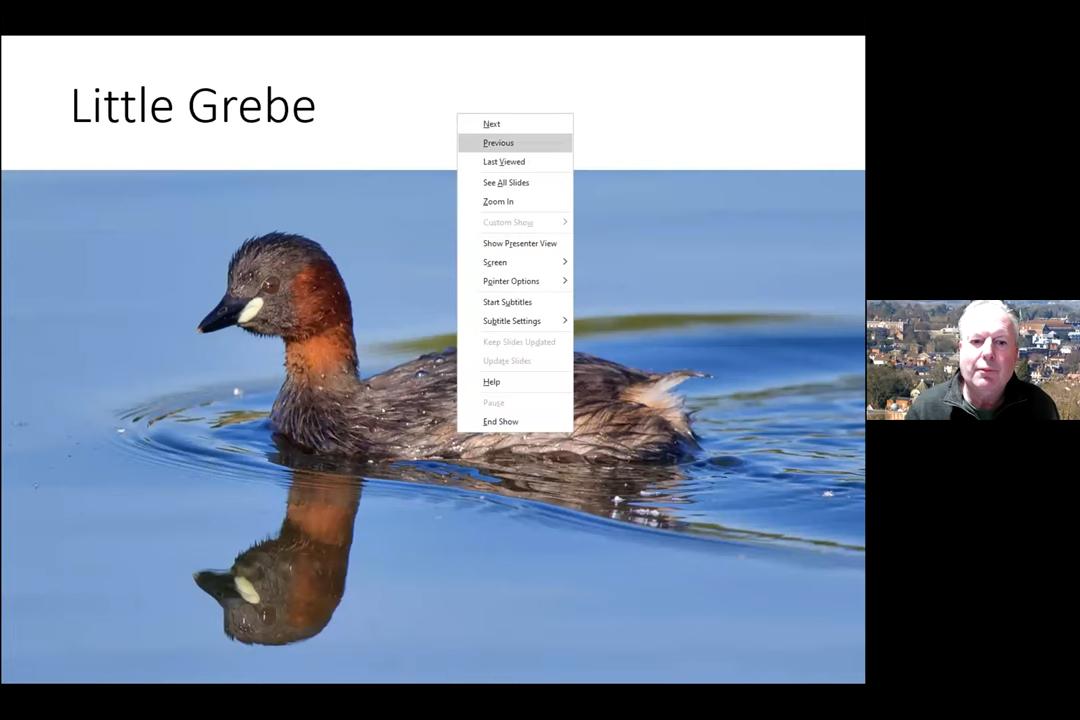 Little Grebe
Next
Previous
Last Viewed
See All Slides
Zoom In
Custom Show
Show Presenter View
Screen
Pointer Options
Start Subtitles
Subtitle Settings
Keep Slides Updated
Update Slides
Help
Pause
End Show